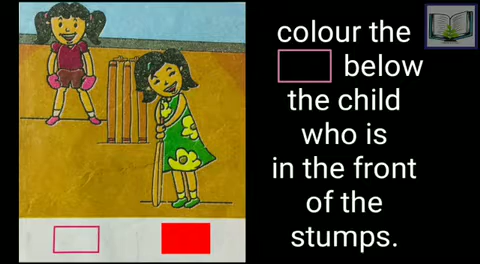 colour the
below
the child
who is
in the front
of the
stumps.